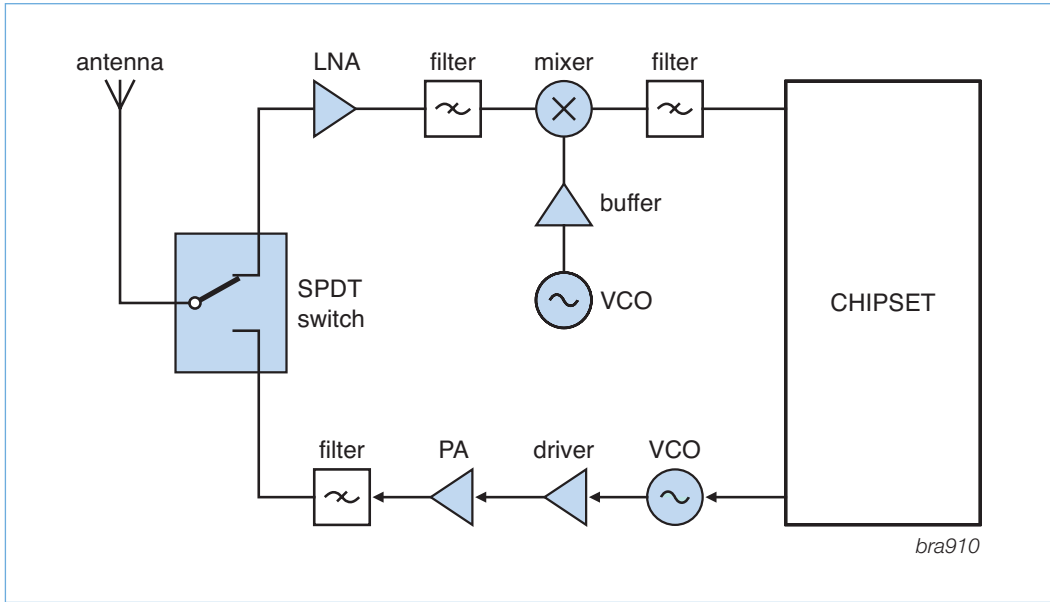 antenna
LNA
filter
mixer
filter
buffer
SPDT
switch
VCO
CHIPSET
filter
PA
driver
VCO
bra910